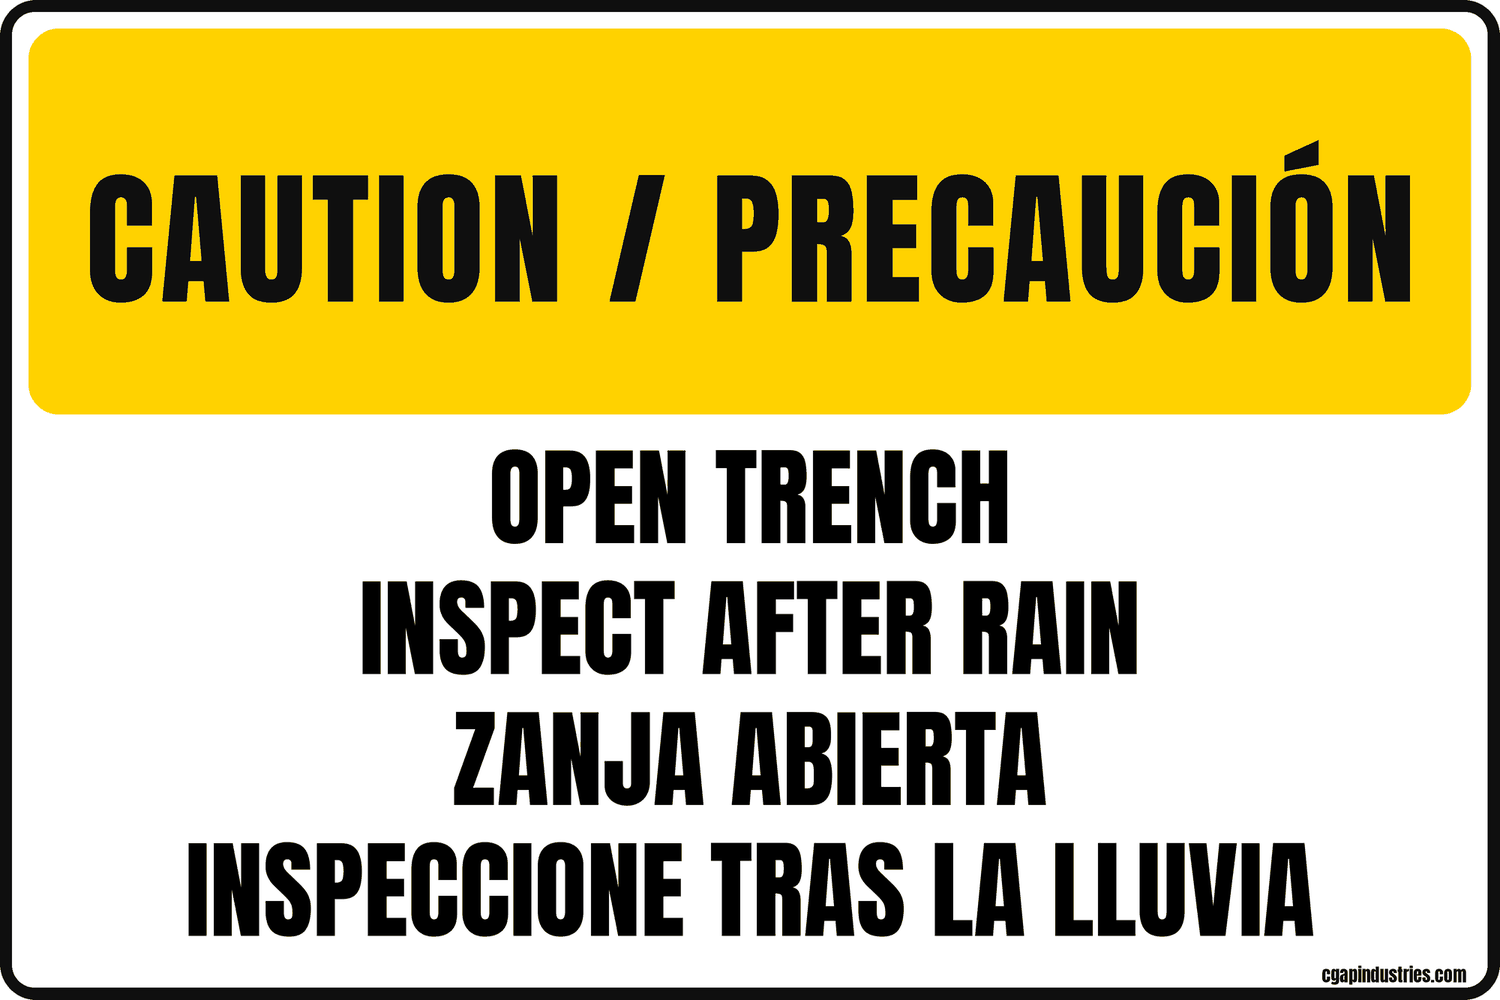 CAUTION / PRECAUCIÓN
OPEN TRENCH
INSPECT AFTER RAIN
ZANJA ABIERTA
INSPECCIONE TRAS LA LLUVIA
cgapindustries.com